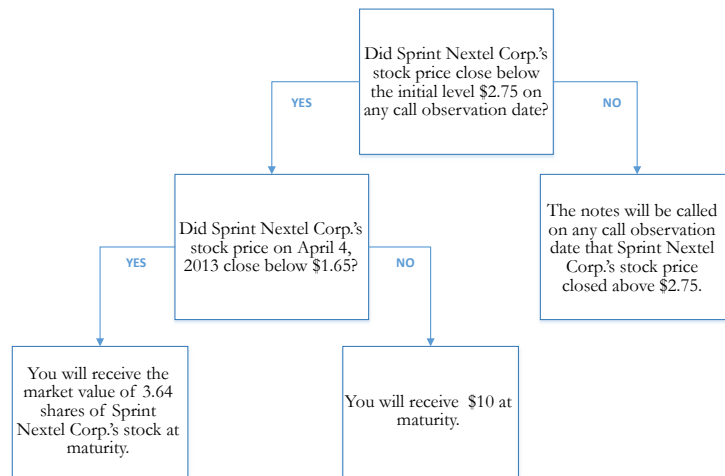 Did Sprint Nextel Corp.'s
stock price close below
the initial level $2.75 on
any call observation date?
YES
NO
Did Sprint Nextel Corp.'s
stock price on April 4,
2013 close below $1.65?
The notes will be called
on any call observation
date that Sprint Nextel
Corp.'s stock price
closed above $2.75.
YES
NO
You will receive the
market value of 3.64
shares of Sprint
Nextel Corp.'s stock at
maturity.
You will receive $10 at
maturity.